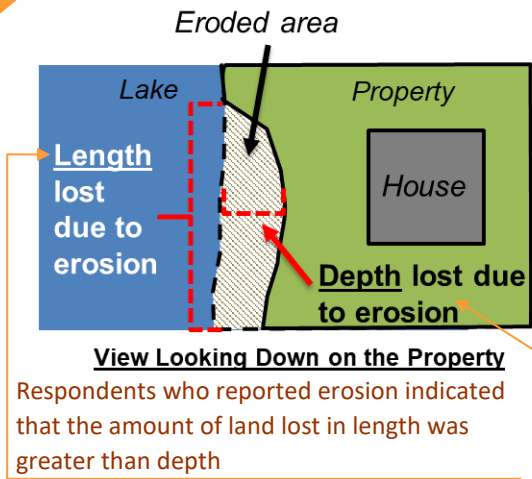 Eroded area
Lake
Property
Length
lost
due to
erosion
House
Depth lost due
to erosion
View Looking Down on the Property
Respondents who reported erosion indicated
that the amount of land lost in length was
greater than depth